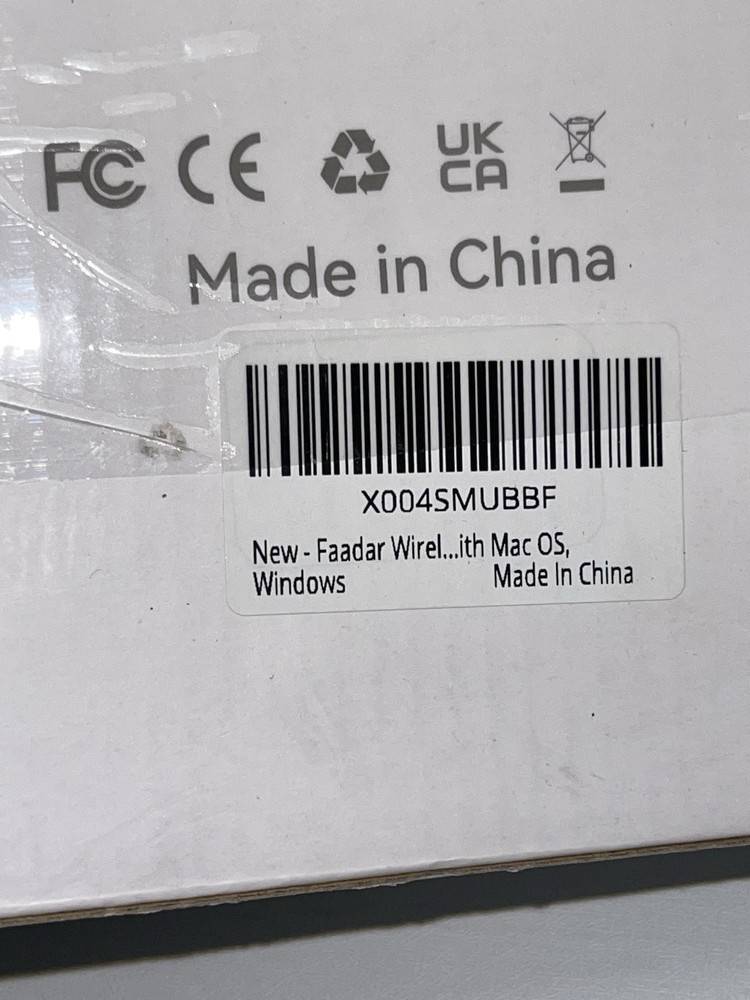 FC CE UK
CA
Made in China
X004SMUBBF
New - Faadar Wirel...ith Mac OS,
Windows Made In China